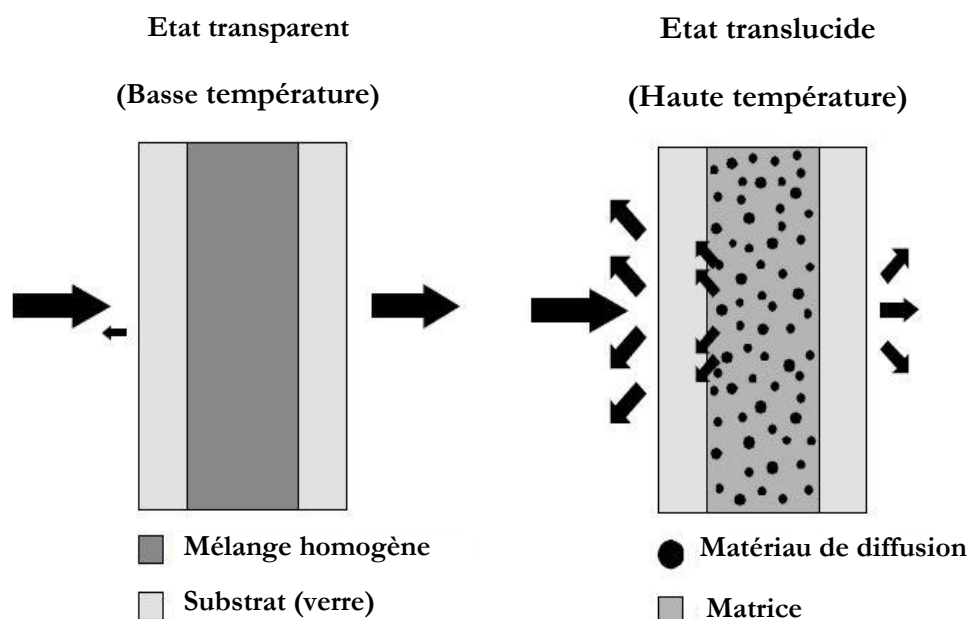 Etat transparent
(Basse température)
Etat translucide
(Haute température)
Mélange homogène
Substrat (verre)
Matériau de diffusion
Matrice